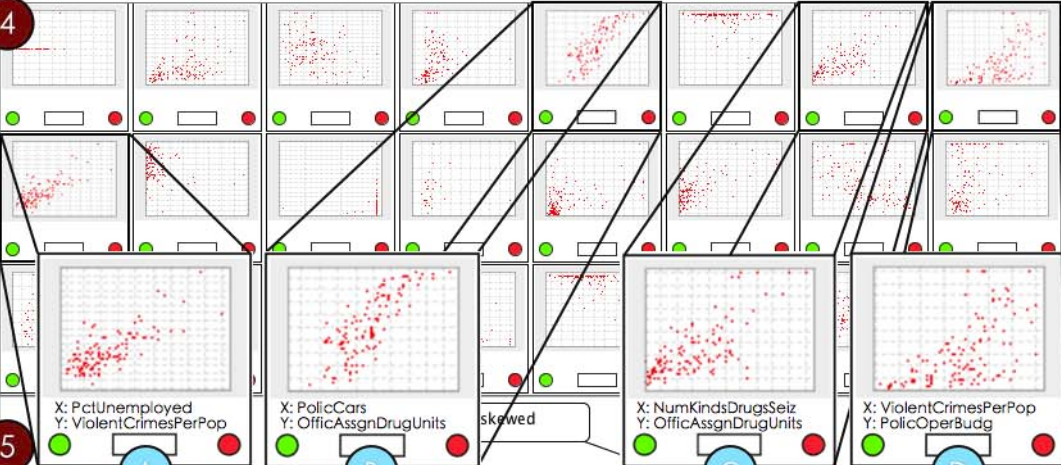 4
X: PctUnemployed
Y: ViolentCrimesPerPop
X: PolicCars
Y: OfficAssgnDrugUnits
skewed
X: NumKindsDrugsSeiz
Y: OfficAssgnDrugUnits
X: ViolentCrimesPerPop
Y: PolicOperBudg
5